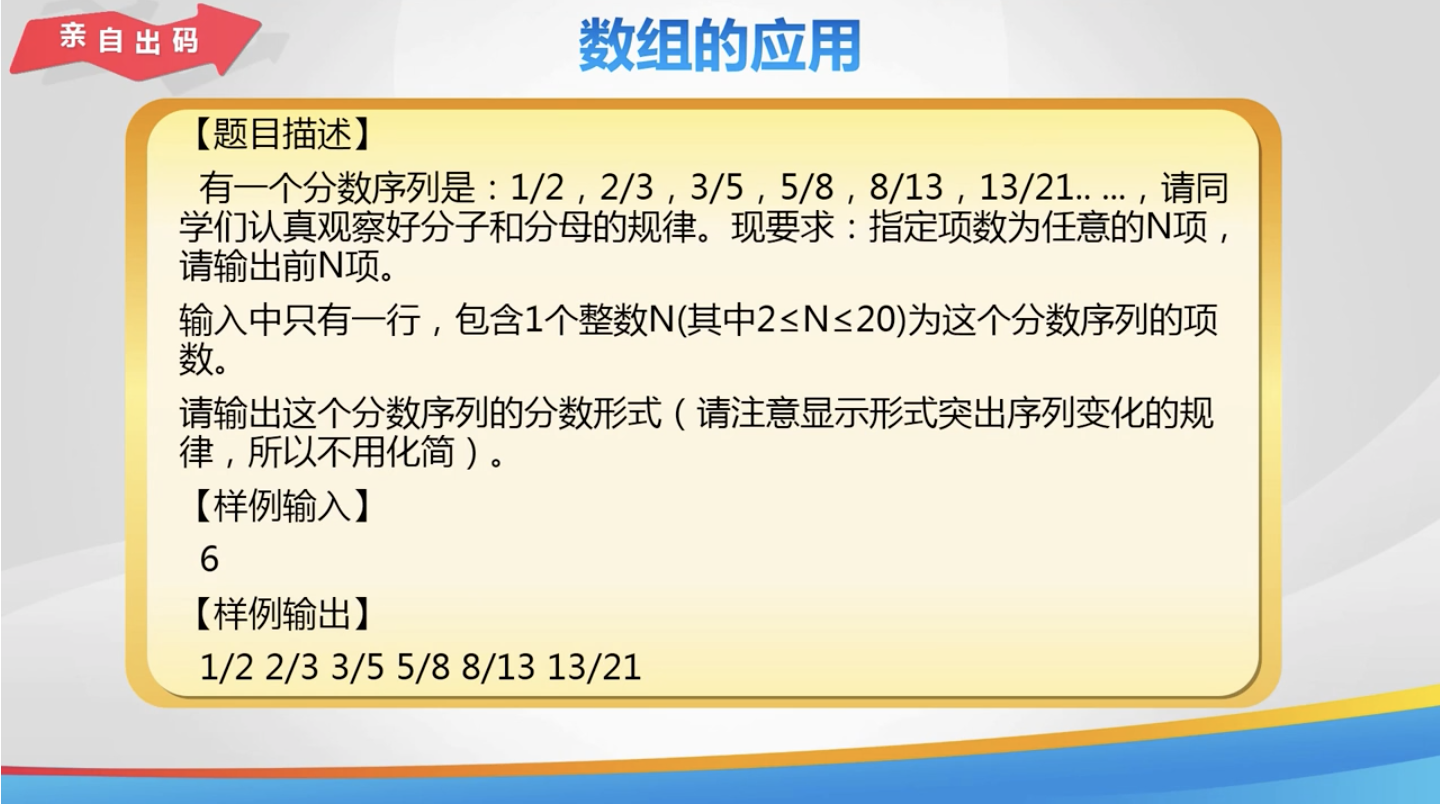 亲自出码
数组的应用
【题目描述】
有一个分数序列是：1/2，2/3，3/5，5/8，8/13，13/21.. ...，请同
学们认真观察好分子和分母的规律。现要求：指定项数为任意的N项，
请输出前N项。
输入中只有一行，包含1个整数N(其中2≤N≤20)为这个分数序列的项
数。
请输出这个分数序列的分数形式（请注意显示形式突出序列变化的规
律，所以不用化简）。
【样例输入】
6
【样例输出】
1/2 2/3 3/5 5/8 8/13 13/21